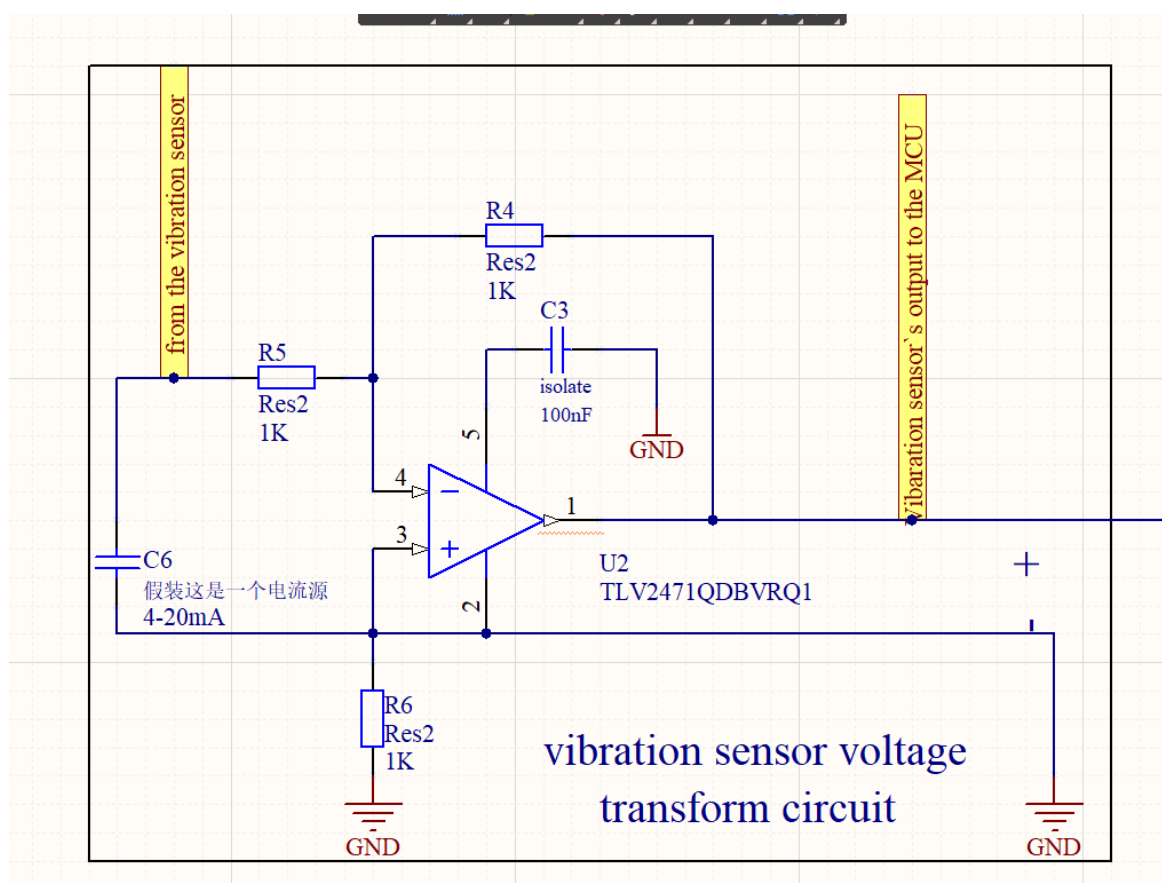 from the vibration sensor
Vibaration sensor`s output to the MCU
R4
Res2
1K
C3
isolate
100nF
GND
R5
Res2
1K
5
4
3
1
2
C6
假装这是一个电流源
4-20mA
U2
TLV2471QDBVRQ1
+
-
R6
Res2
1K
GND
vibration sensor voltage
transform circuit
GND